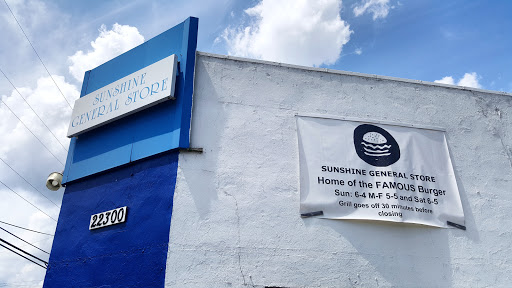 SUNSHINE
GENERAL STORE
22300
SUNSHINE GENERAL STORE
Home of the FAMOUS Burger
Sun: 6-4 M-F 5-5 and Sat 6-5
Grill goes off 30 minutes before
closing